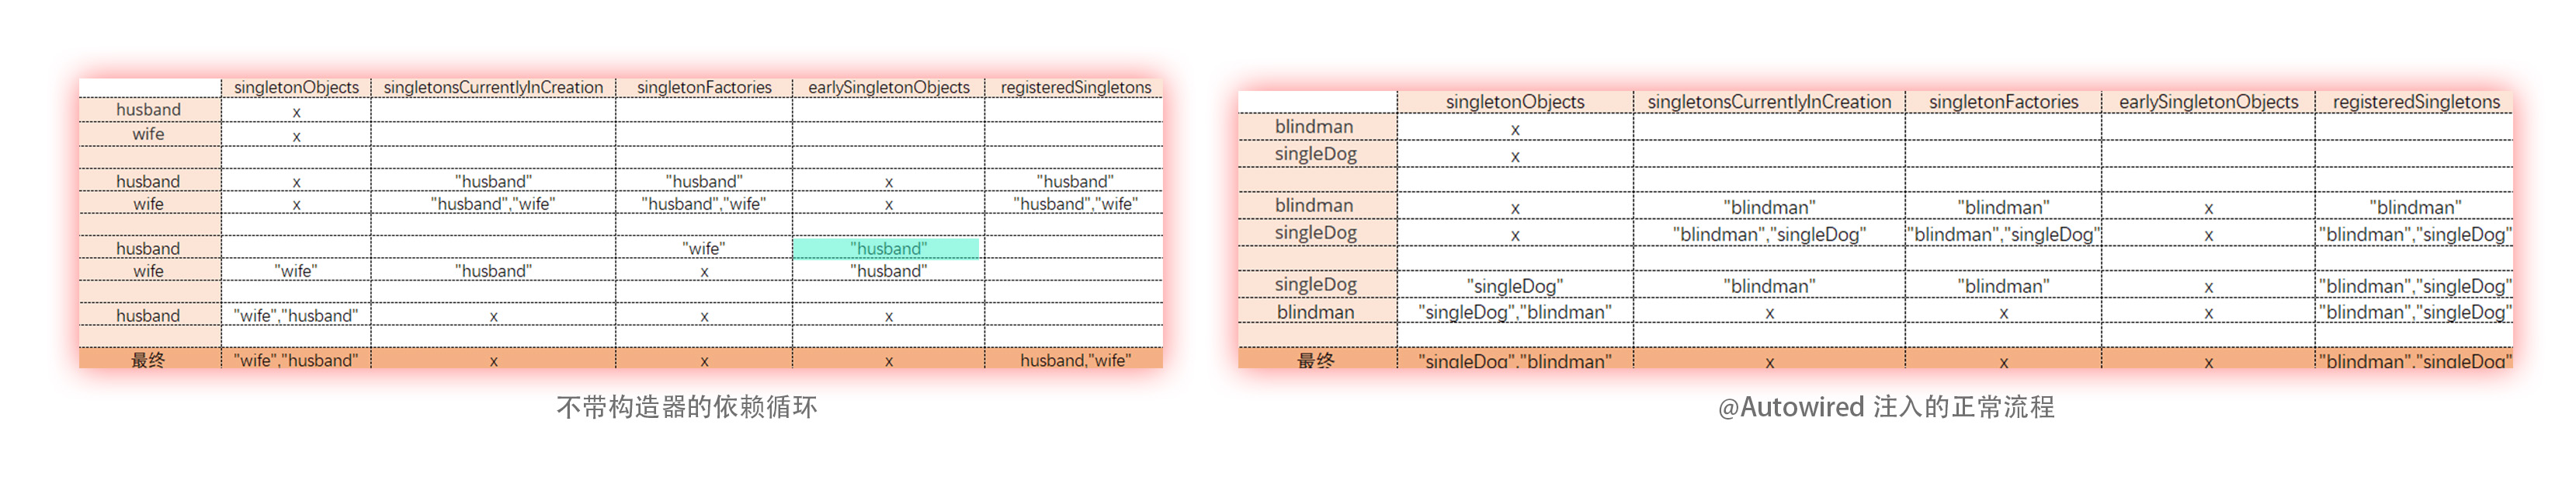 singletonObjects singletonsCurrentlyInCreation singletonFactories earlySingletonObjects registeredSingletons
husband x
wife x
husband x "husband" "husband" x "husband"
wife x "husband","wife" "husband","wife" x "husband","wife"
husband "wife" "husband"
wife "wife" "husband" x "husband"
husband "wife","husband" x x x
最终 "wife","husband" x x x husband,"wife"
不带构造器的依赖循环
singletonObjects singletonsCurrentlyInCreation singletonFactories earlySingletonObjects registeredSingletons
blindman x
singleDog x
blindman x "blindman" "blindman" x "blindman"
singleDog x "blindman","singleDog" "blindman","singleDog" x "blindman","singleDog"
singleDog "singleDog" "blindman" "blindman" x "blindman","singleDog"
blindman "singleDog","blindman" x x x "blindman","singleDog"
最终 "singleDog","blindman" x x x "blindman","singleDog"
@Autowired 注入的正常流程